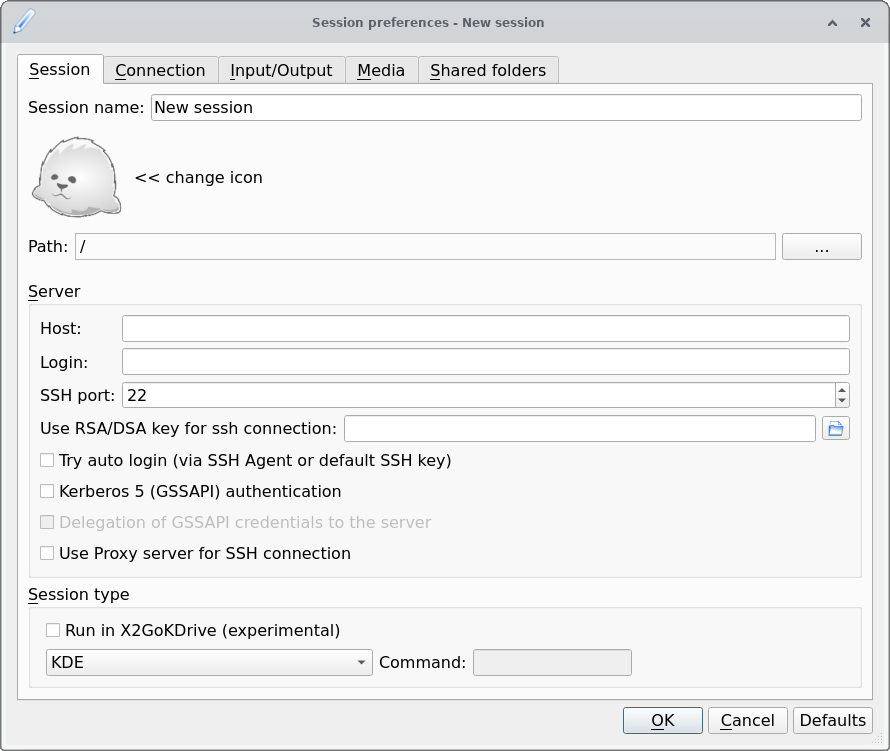 Session preferences - New session
Session Connection Input/Output Media Shared folders
Session name: New session
<< change icon
Path: / ...
Server
Host:
Login:
SSH port: 22
Use RSA/DSA key for ssh connection:
Try auto login (via SSH Agent or default SSH key)
Kerberos 5 (GSSAPI) authentication
Delegation of GSSAPI credentials to the server
Use Proxy server for SSH connection
Session type
Run in X2GoKDrive (experimental)
KDE Command:
OK Cancel Defaults